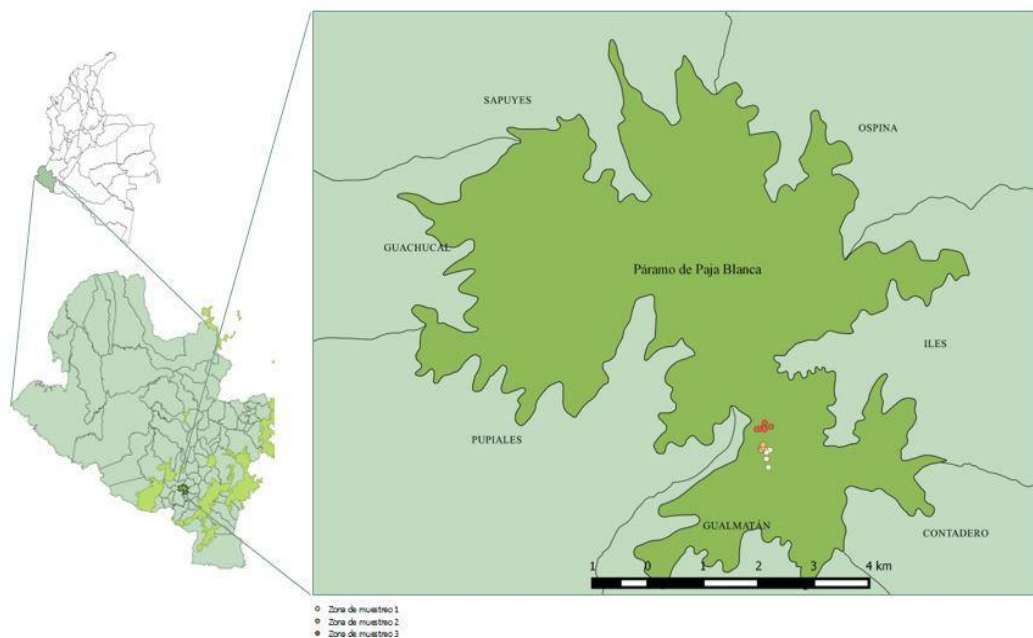 SAPUYES
OSPINA
GUACHUCAL
Páramo de Paja Blanca
ILES
PUPIALES
GUALMATÁN
CONTADERO
1 0 1 2 3 4 km
Zona de muestreo 1
Zona de muestreo 2
Zona de muestreo 3